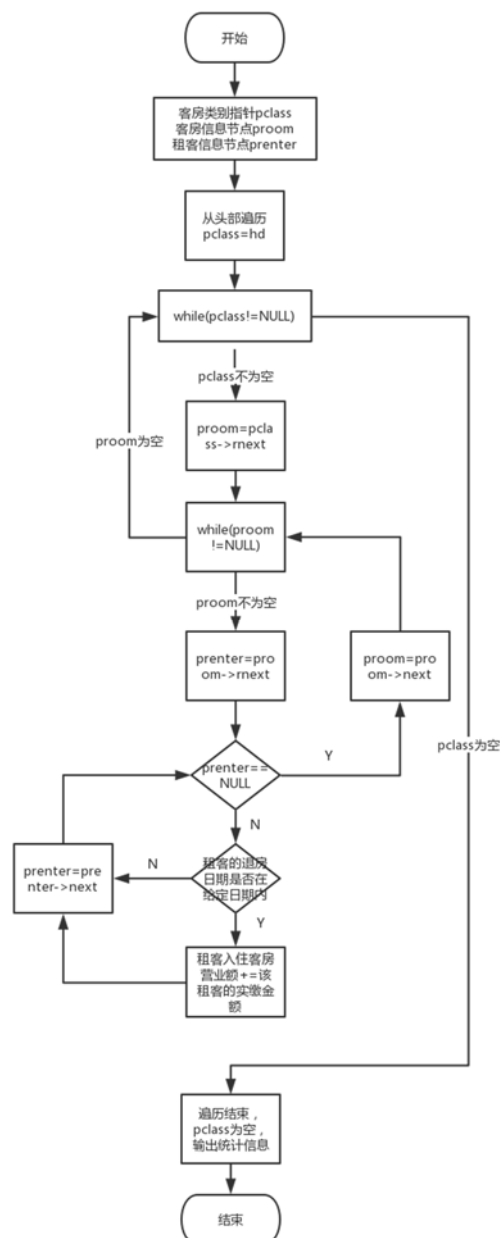 开始
客房类别指针pclass
客房信息节点proom
租客信息节点prenter
从头部遍历
pclass=hd
while(pclass!=NULL)
pclass不为空
proom=pcla
ss->rnext
proom为空
while(proom
!=NULL)
proom不为空
prenter=pro
om->rnext
proom=pro
om->next
pclass为空
prenter==
NULL
Y
N
租客的退房
日期是否在
给定日期内
N
prenter=pre
nter->next
Y
租客入住客房
营业额+=该
租客的实缴金
额
遍历结束，
pclass为空，
输出统计信息
结束